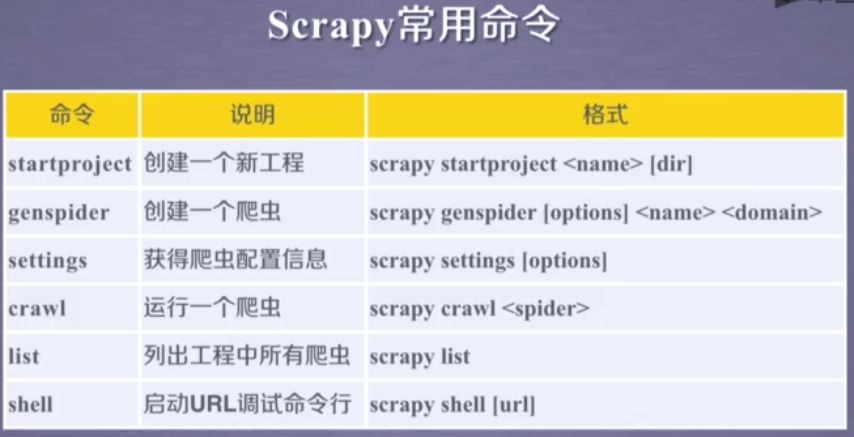 Scrapy常用命令
命令 说明 格式
startproject 创建一个新工程 scrapy startproject <name> [dir]
genspider 创建一个爬虫 scrapy genspider [options] <name> <domain>
settings 获得爬虫配置信息 scrapy settings [options]
crawl 运行一个爬虫 scrapy crawl <spider>
list 列出工程中所有爬虫 scrapy list
shell 启动URL调试命令行 scrapy shell [url]